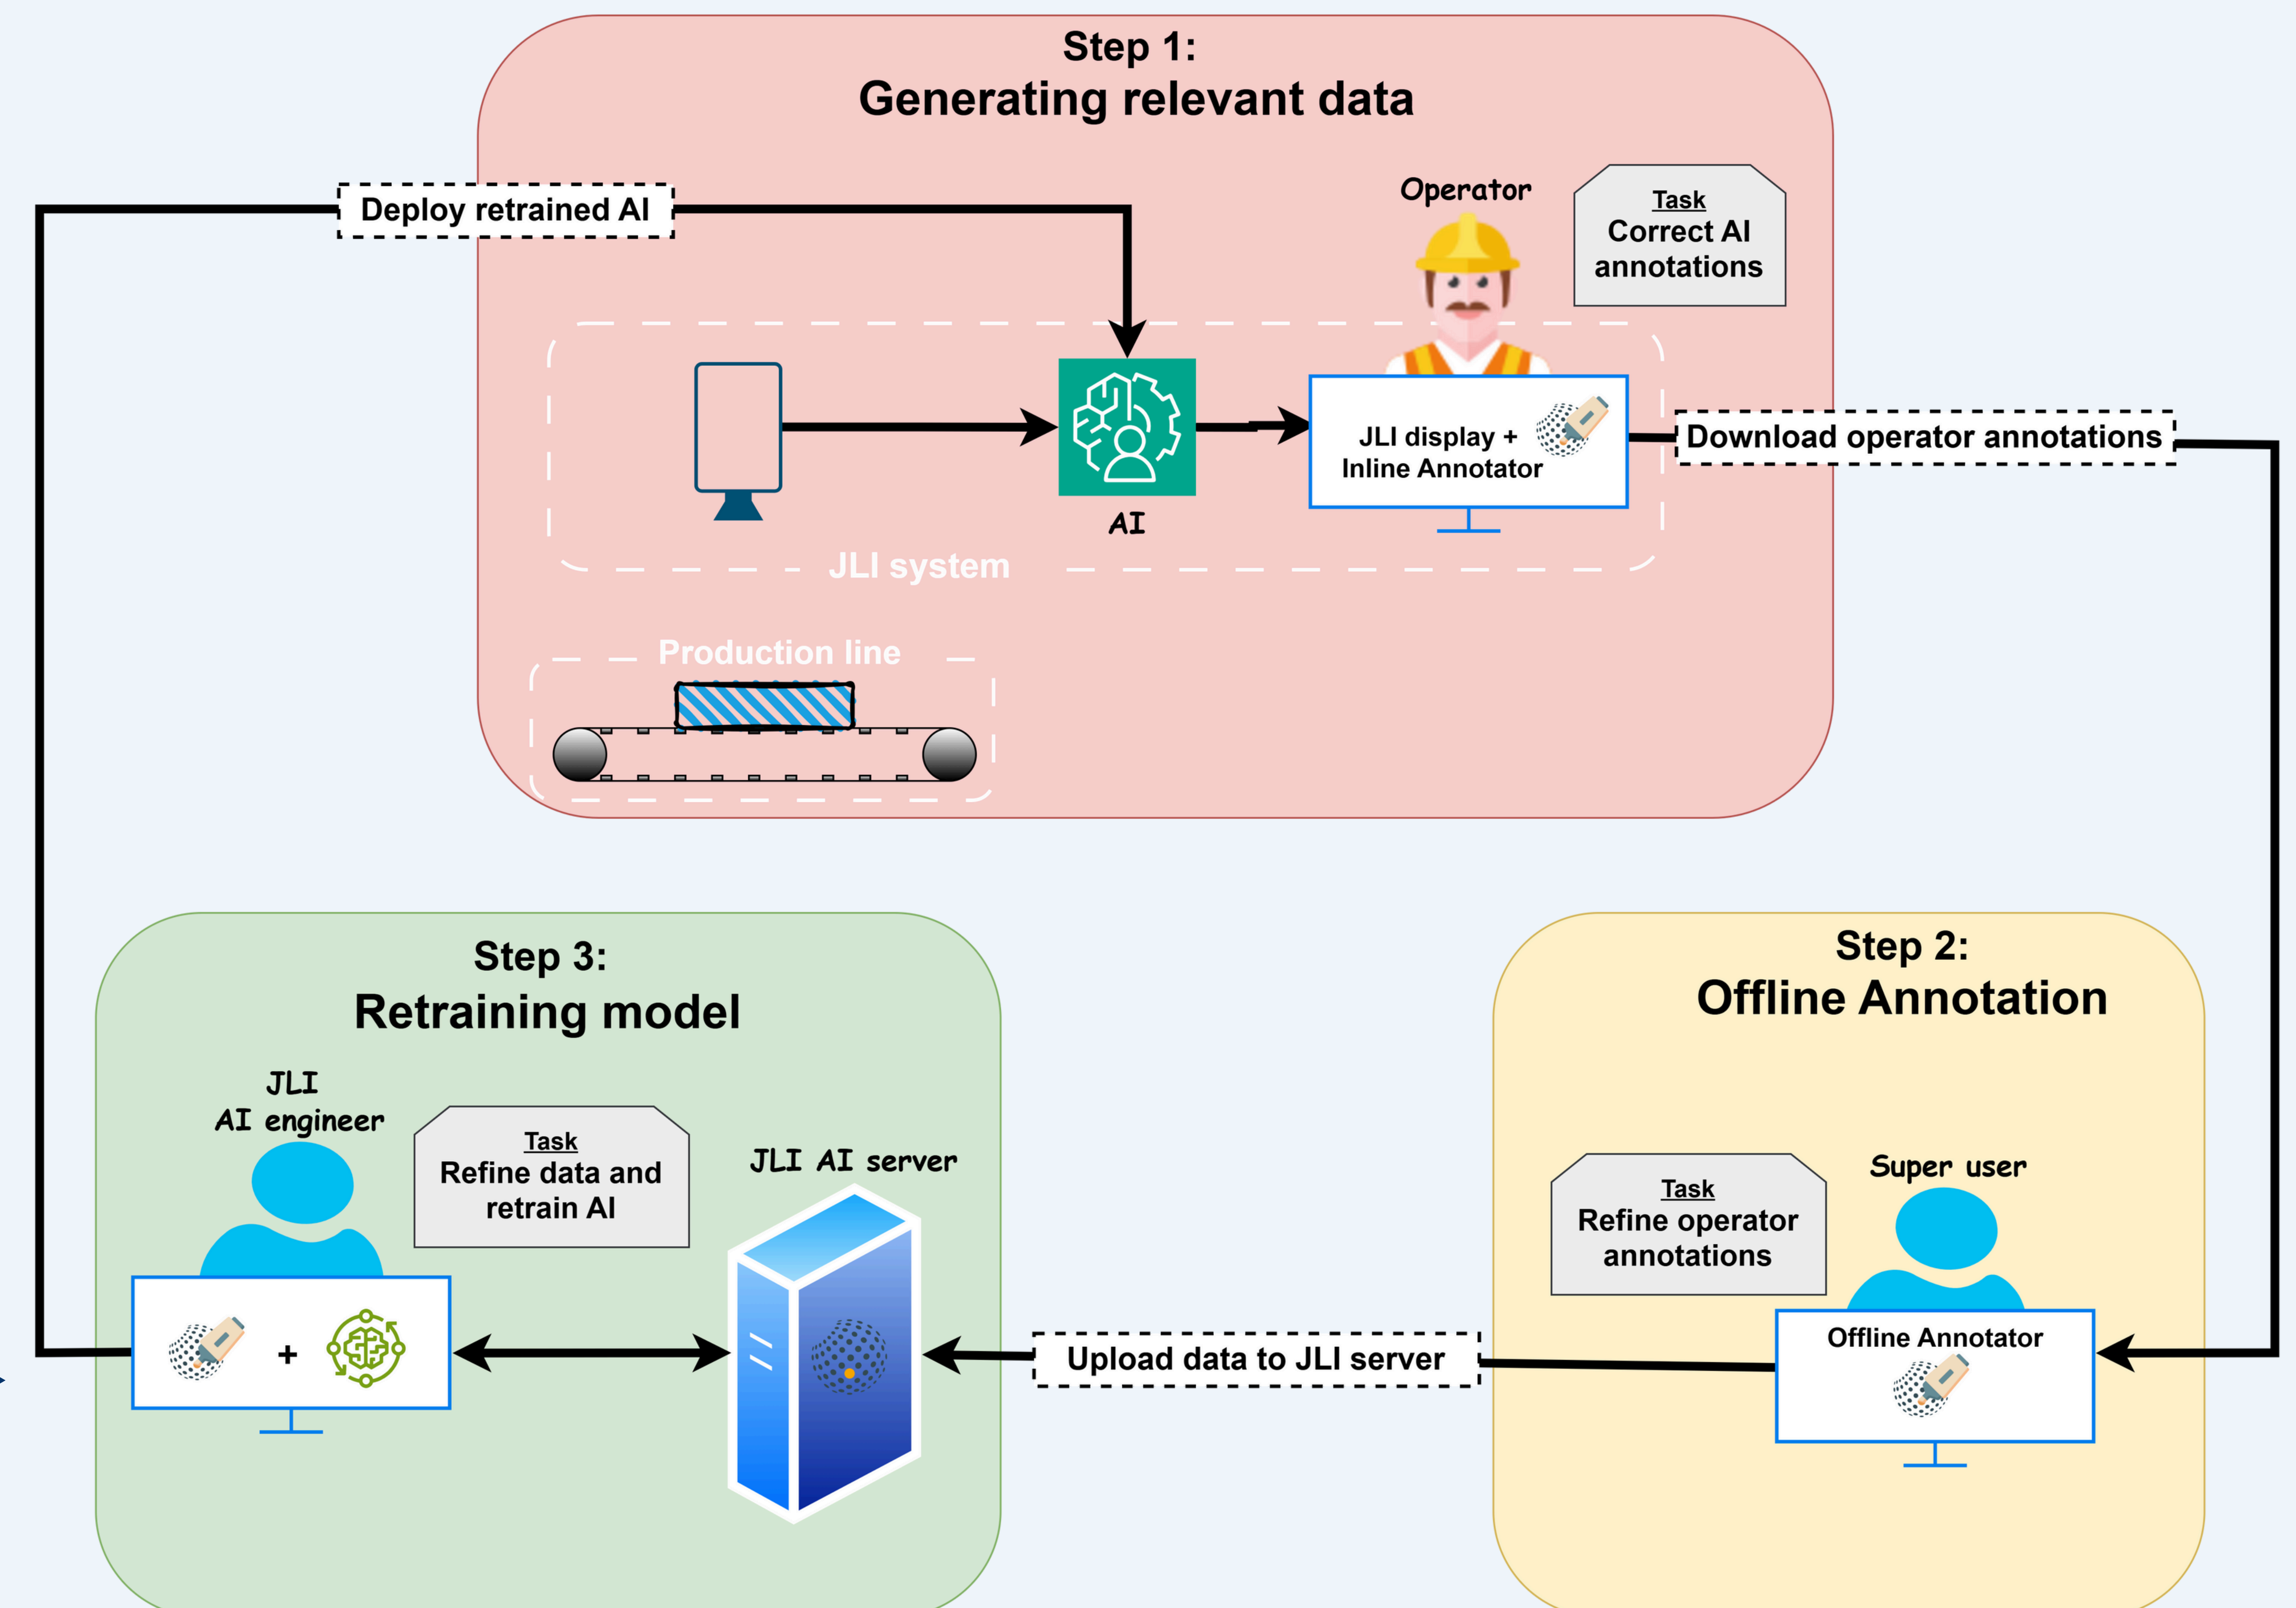 Step 1:
Generating relevant data
Deploy retrained AI
Operator
Task
Correct AI
annotations
JLI display +
Inline Annotator
Download operator annotations
AI
JLI system
Production line
Step 3:
Retraining model
JLI
AI engineer
Task
Refine data and
retrain AI
JLI AI server
+
Upload data to JLI server
Step 2:
Offline Annotation
Task
Refine operator
annotations
Super user
Offline Annotator